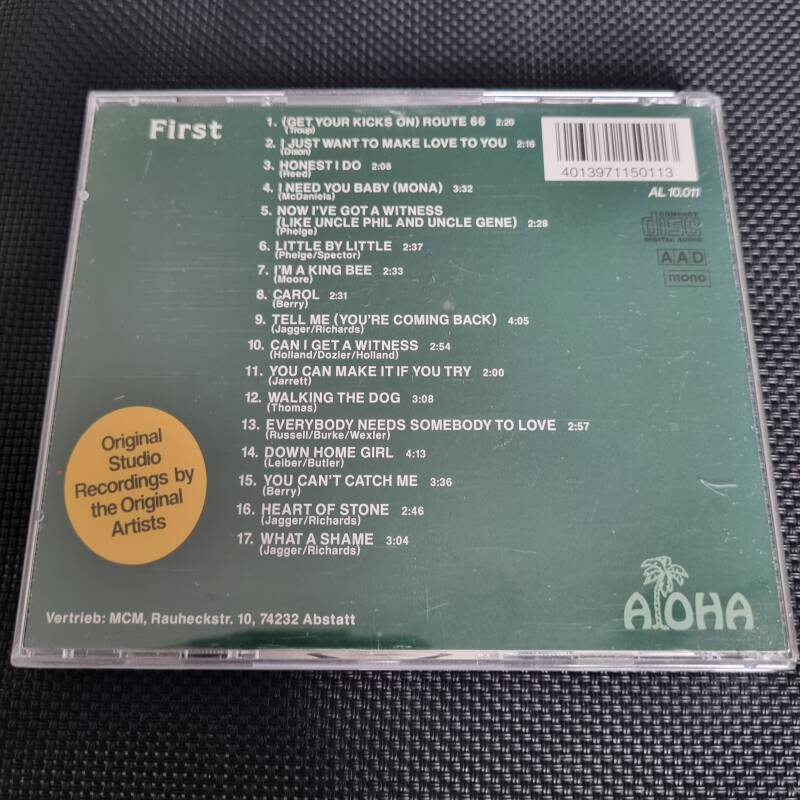 First
1. (GET YOUR KICKS ON) ROUTE 66 2:20
(Troup)
2. I JUST WANT TO MAKE LOVE TO YOU 2:16
(Dixon)
3. HONEST I DO 2:08
(Reed)
4. I NEED YOU BABY (MONA) 3:32
(McDaniels)
5. NOW I'VE GOT A WITNESS
(LIKE UNCLE PHIL AND UNCLE GENE) 2:28
(Phelge)
6. LITTLE BY LITTLE 2:37
(Phelge/Spector)
7. I'M A KING BEE 2:33
(Moore)
8. CAROL 2:31
(Berry)
9. TELL ME (YOU'RE COMING BACK) 4:05
(Jagger/Richards)
10. CAN I GET A WITNESS 2:54
(Holland/Dozier/Holland)
11. YOU CAN MAKE IT IF YOU TRY 2:00
(Jarrett)
12. WALKING THE DOG 3:08
(Thomas)
13. EVERYBODY NEEDS SOMEBODY TO LOVE 2:57
(Russell/Burke/Wexler)
14. DOWN HOME GIRL 4:13
(Leiber/Butler)
15. YOU CAN'T CATCH ME 3:36
(Berry)
16. HEART OF STONE 2:46
(Jagger/Richards)
17. WHAT A SHAME 3:04
(Jagger/Richards)
4013971150113
AL 10.011
COMPACT
disc
DIGITAL AUDIO
AAD
mono
Original
Studio
Recordings by
the Original
Artists
Vertrieb: MCM, Rauheckstr. 10, 74232 Abstatt
ALOHA